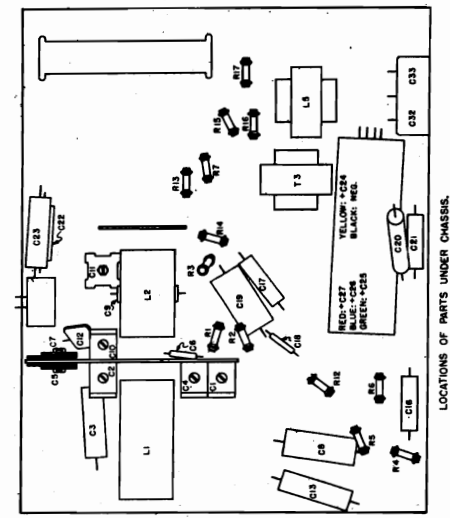 R17
C33
C32
L5
R15
R16
R7
R13
T3
YELLOW: +C24
BLACK: NEG.
RED: +C27
BLUE: +C26
GREEN: +C25
C20
C21
C23
C22
R14
R3
C11
C9
L2
C17
C19
C18
R1
R2
C12
C7
C5
C10
C2
C6
C4
C1
C3
L1
R12
R6
C16
C8
R5
R4
C13
LOCATIONS OF PARTS UNDER CHASSIS.